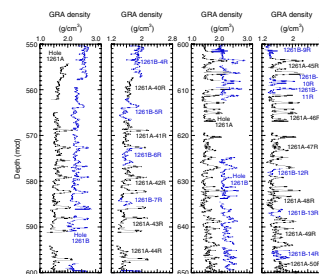 GRA density
(g/cm³)
GRA density
(g/cm³)
GRA density
(g/cm³)
GRA density
(g/cm³)
1.0
2.0
3.0
1.2
2.8
1.0
2.0
3.0
1.2
2
550
560
570
580
590
600
Depth (mcd)
Hole
1261A
Hole
1261B
1261B-4R
1261A-40R
1261B-5R
1261A-41R
1261B-6R
1261A-42R
1261B-7R
1261A-43R
1261A-44R
600
610
620
630
640
650
Hole
1261A
Hole
1261B
1261B-9R
1261A-45R
1261B-
10R
1261B-
11R
1261A-46R
1261A-47R
1261B-12R
1261A-48R
1261B-13R
1261A-49R
1261B-14R
1261A-50R